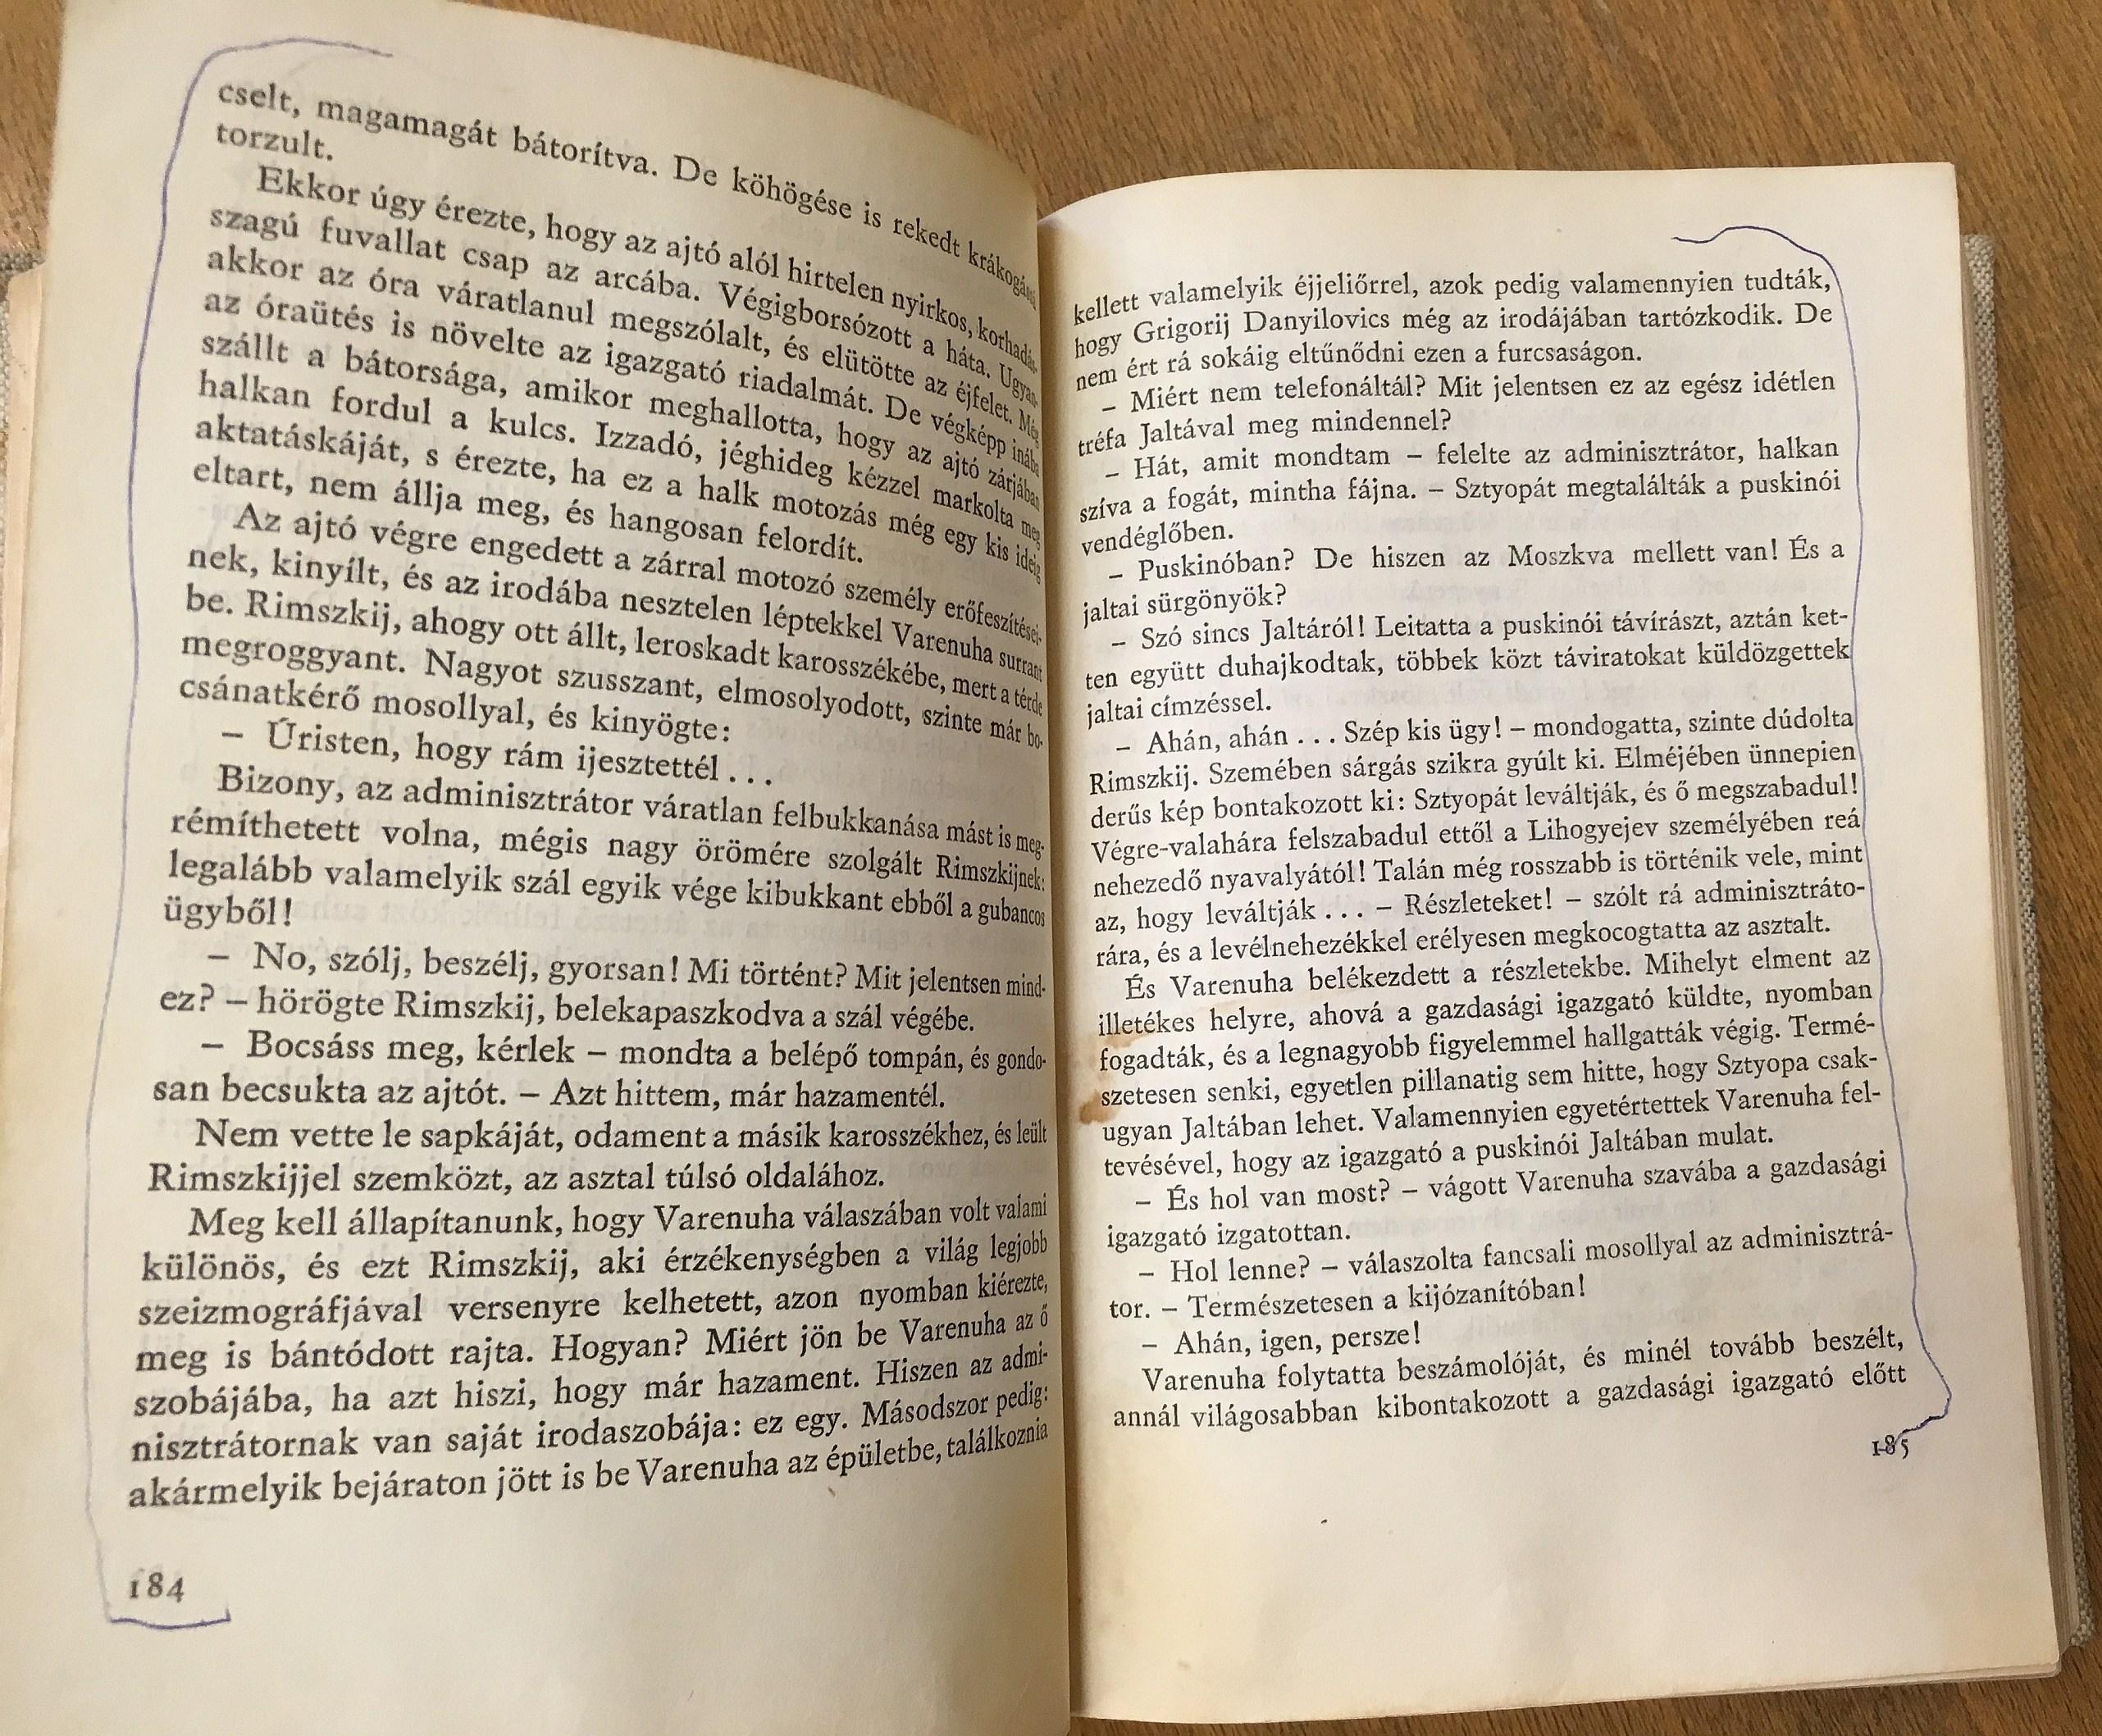 cselt, magamagát bátorítva. De köhögése is rekedt krákogássá
torzult.
Ekkor úgy érezte, hogy az ajtó alól hirtelen nyirkos, korhadás-
szagú fuvallat csap az arcába. Végigborsózott a háta. Ugyan-
akkor az óra váratlanul megszólalt, és elütötte az éjfelet. Még
az óraütés is növelte az igazgató riadalmát. De végképp inába
szállt a bátorsága, amikor meghallotta, hogy az ajtó zárjában
halkan fordul a kulcs. Izzadó, jéghideg kézzel markolta meg
aktatáskáját, s érezte, ha ez a halk motozás még egy kis ideig
eltart, nem állja meg, és hangosan felordít.
Az ajtó végre engedett a zárral motozó személy erőfeszítései-
nek, kinyílt, és az irodába nesztelen léptekkel Varenuha surrant
be. Rimszkij, ahogy ott állt, leroskadt karosszékébe, mert a térde
megroggyant. Nagyot szusszant, elmosolyodott, szinte már bo-
csánatkérő mosollyal, és kinyögte:
– Úristen, hogy rám ijesztettél . . .
Bizony, az adminisztrátor váratlan felbukkanása mást is meg-
rémíthetett volna, mégis nagy örömére szolgált Rimszkijnek:
legalább valamelyik szál egyik vége kibukkant ebből a gubancos
ügyből!
– No, szólj, beszélj, gyorsan! Mi történt? Mit jelentsen mind-
ez? – hörögte Rimszkij, belekapaszkodva a szál végébe.
– Bocsáss meg, kérlek – mondta a belépő tompán, és gondo-
san becsukta az ajtót. – Azt hittem, már hazamentél.
Nem vette le sapkáját, odament a másik karosszékhez, és leült
Rimszkijjel szemközt, az asztal túlsó oldalához.
Meg kell állapítanunk, hogy Varenuha válaszában volt valami
különös, és ezt Rimszkij, aki érzékenységben a világ legjobb
szeizmográfjával versenyre kelhetett, azon nyomban kiérezte,
meg is bántódott rajta. Hogyan? Miért jön be Varenuha az ő
szobájába, ha azt hiszi, hogy már hazament. Hiszen az admi-
nisztrátornak van saját irodaszobája: ez egy. Másodszor pedig:
akármelyik bejáraton jött is be Varenuha az épületbe, találkoznia
184
kellett valamelyik éjjeliőrrel, azok pedig valamennyien tudták,
hogy Grigorij Danyilovics még az irodájában tartózkodik. De
nem ért rá sokáig eltűnődni ezen a furcsaságon.
– Miért nem telefonáltál? Mit jelentsen ez az egész idétlen
tréfa Jaltával meg mindennel?
– Hát, amit mondtam – felelte az adminisztrátor, halkan
szíva a fogát, mintha fájna. – Sztyopát megtalálták a puskinói
vendéglőben.
– Puskinóban? De hiszen az Moszkva mellett van! És a
jaltai sürgönyök?
– Szó sincs Jaltáról! Leitatta a puskinói távírászt, aztán ket-
ten együtt duhajkodtak, többek közt táviratokat küldözgettek
jaltai címzéssel.
– Ahán, ahán . . . Szép kis ügy! – mondogatta, szinte dúdolta
Rimszkij. Szemében sárgás szikra gyúlt ki. Elméjében ünnepien
derűs kép bontakozott ki: Sztyopát leváltják, és ő megszabadul!
Végre-valahára felszabadul ettől a Lihogyejev személyében reá
nehezedő nyavalyától! Talán még rosszabb is történik vele, mint
az, hogy leváltják . . . – Részleteket! – szólt rá adminisztráto-
rára, és a levélnehezékkel erélyesen megkocogtatta az asztalt.
És Varenuha belékezdett a részletekbe. Mihelyt elment az
illetékes helyre, ahová a gazdasági igazgató küldte, nyomban
fogadták, és a legnagyobb figyelemmel hallgatták végig. Termé-
szetesen senki, egyetlen pillanatig sem hitte, hogy Sztyopa csak-
ugyan Jaltában lehet. Valamennyien egyetértettek Varenuha fel-
tevésével, hogy az igazgató a puskinói Jaltában mulat.
– És hol van most? – vágott Varenuha szavába a gazdasági
igazgató izgatottan.
– Hol lenne? – válaszolta fancsali mosollyal az adminisztrá-
tor. – Természetesen a kijózanítóban!
– Ahán, igen, persze!
Varenuha folytatta beszámolóját, és minél tovább beszélt,
annál világosabban kibontakozott a gazdasági igazgató előtt
185